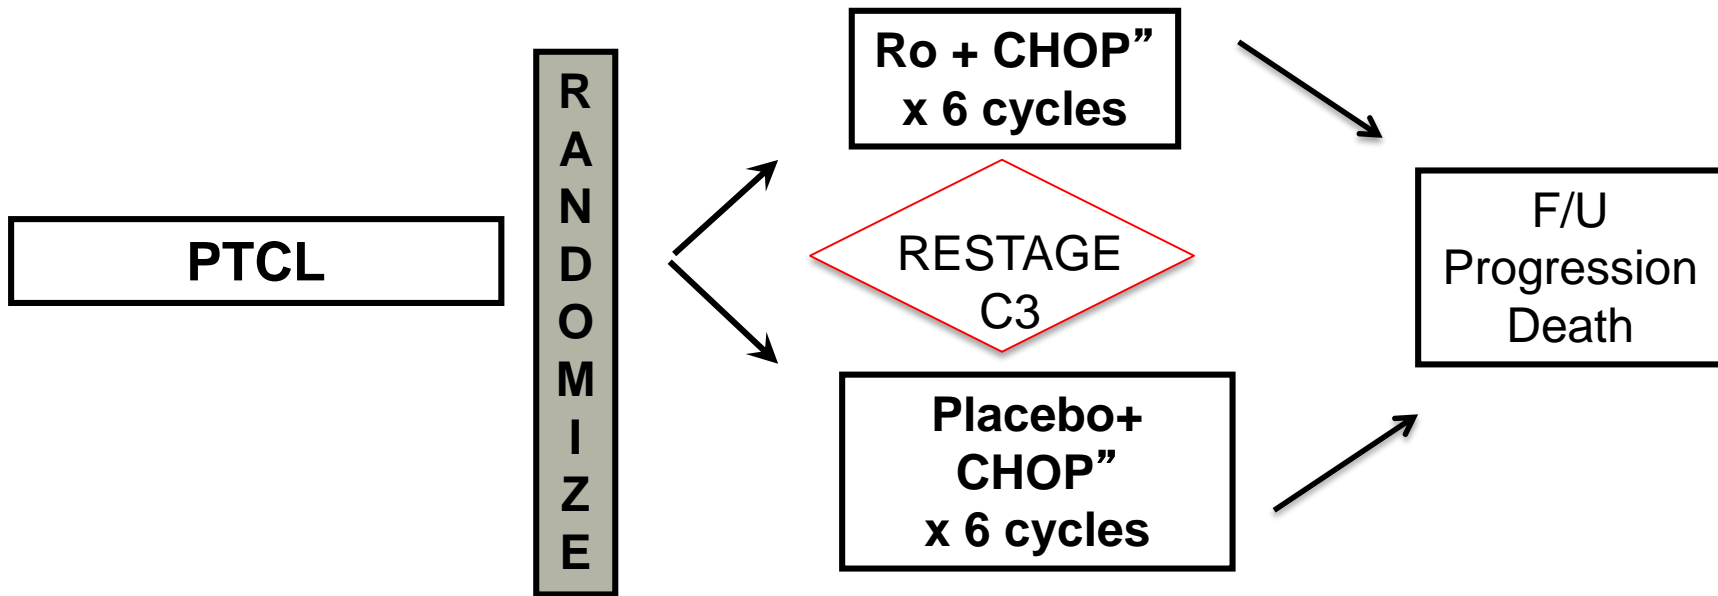 PTCL
R
A
N
D
O
M
I
Z
E
Ro + CHOP”
x 6 cycles
RESTAGE
C3
Placebo+
CHOP”
x 6 cycles
F/U
Progression
Death